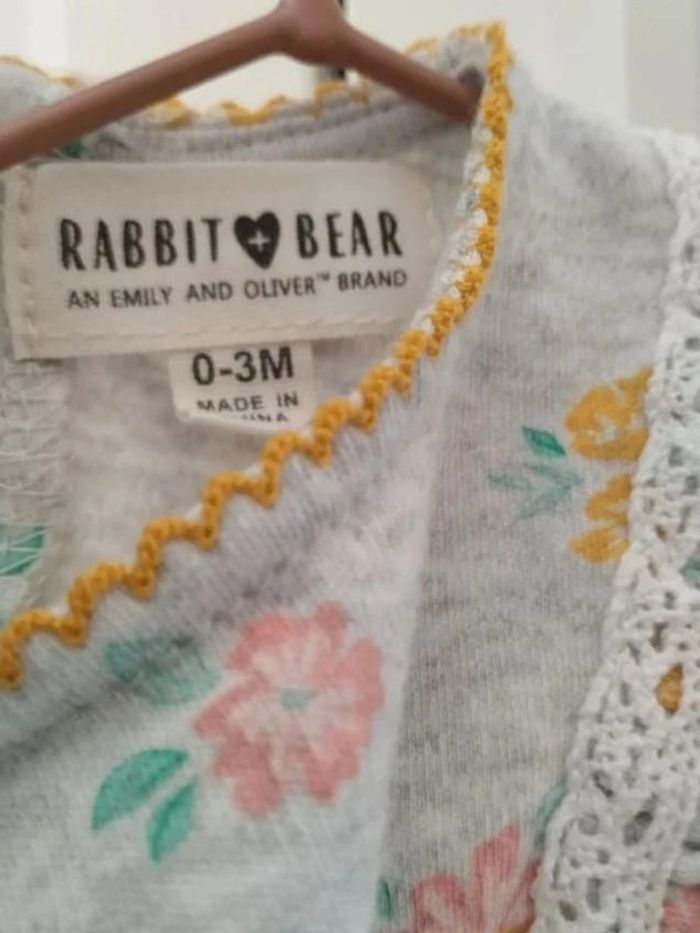 RABBIT + BEAR
AN EMILY AND OLIVER™ BRAND
0-3M
MADE IN